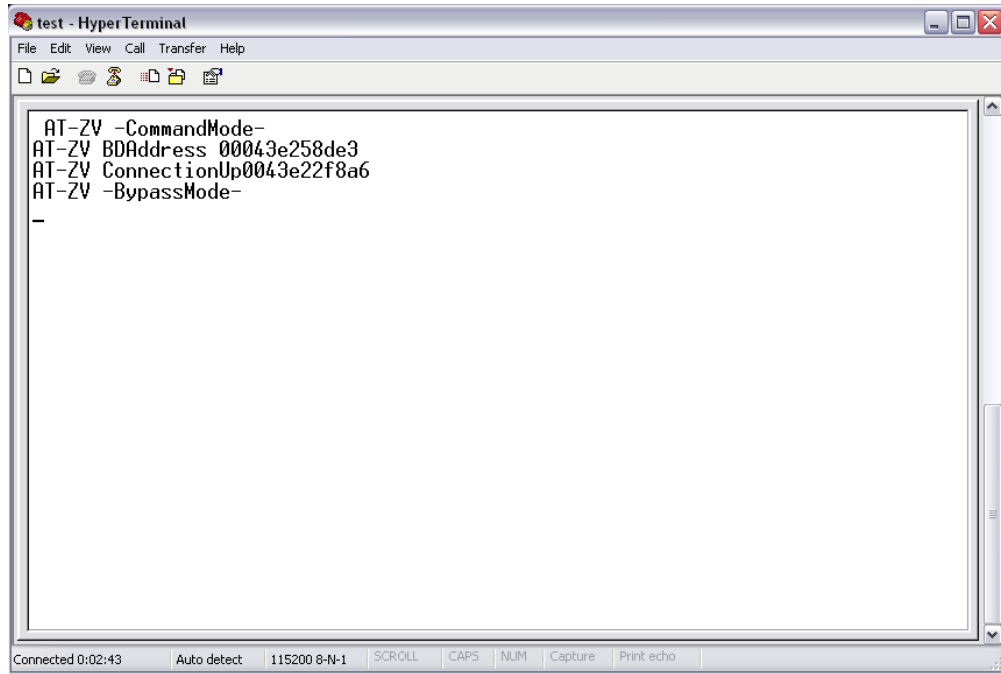 test - HyperTerminal
File Edit View Call Transfer Help
AT-ZV -CommandMode-
AT-ZV BDAddress 00043e258de3
AT-ZV ConnectionUp0043e22f8a6
AT-ZV -BypassMode-
Connected 0:02:43 Auto detect 115200 8-N-1 SCROLL CAPS NUM Capture Print echo